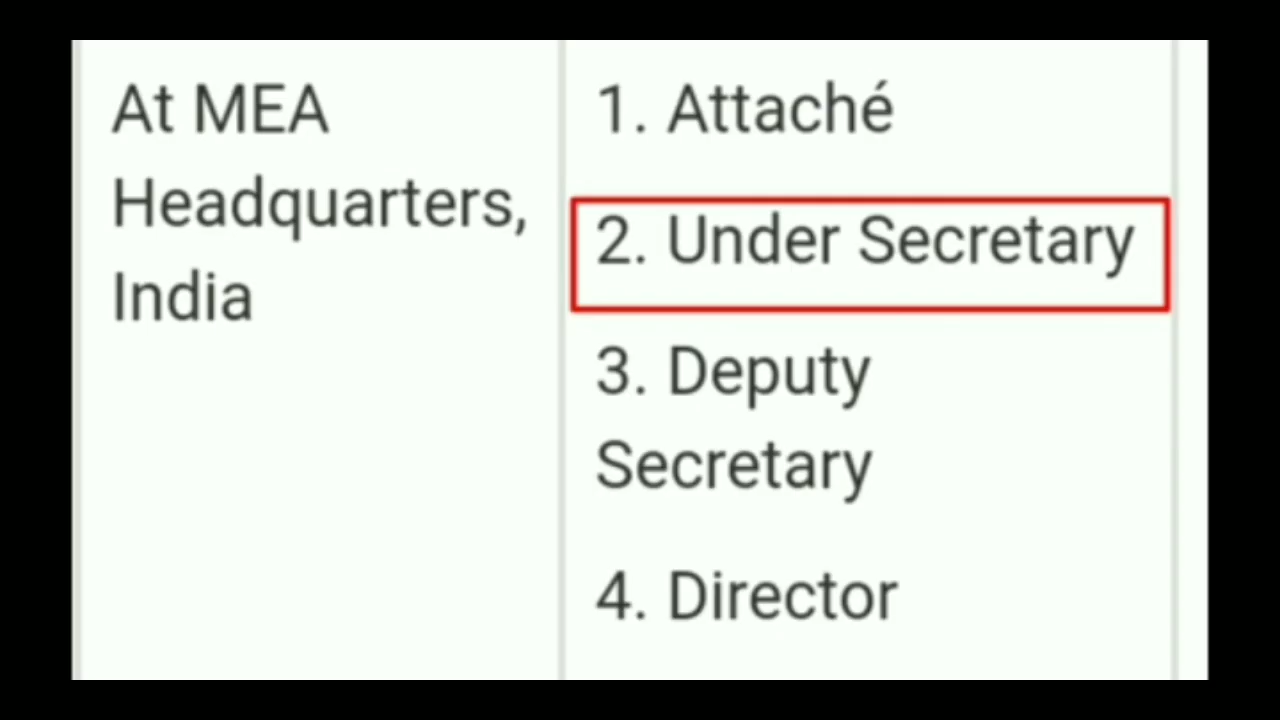 At MEA
Headquarters,
India
1. Attaché
2. Under Secretary
3. Deputy
Secretary
4. Director